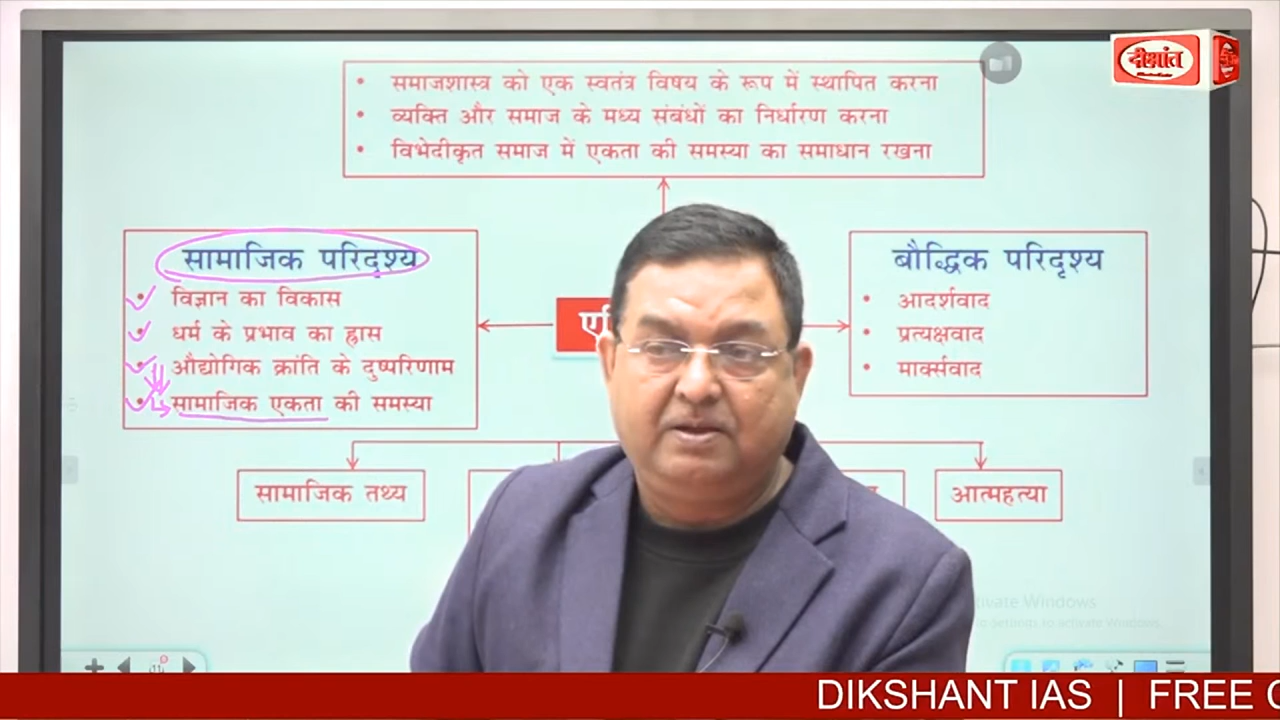 दीक्षांत
• समाजशास्त्र को एक स्वतंत्र विषय के रूप में स्थापित करना
• व्यक्ति और समाज के मध्य संबंधों का निर्धारण करना
• विभेदीकृत समाज में एकता की समस्या का समाधान रखना
सामाजिक परिदृश्य
• विज्ञान का विकास
• धर्म के प्रभाव का ह्रास
• औद्योगिक क्रांति के दुष्परिणाम
• सामाजिक एकता की समस्या
बौद्धिक परिदृश्य
• आदर्शवाद
• प्रत्यक्षवाद
• मार्क्सवाद
सामाजिक तथ्य
आत्महत्या
DIKSHANT IAS | FREE